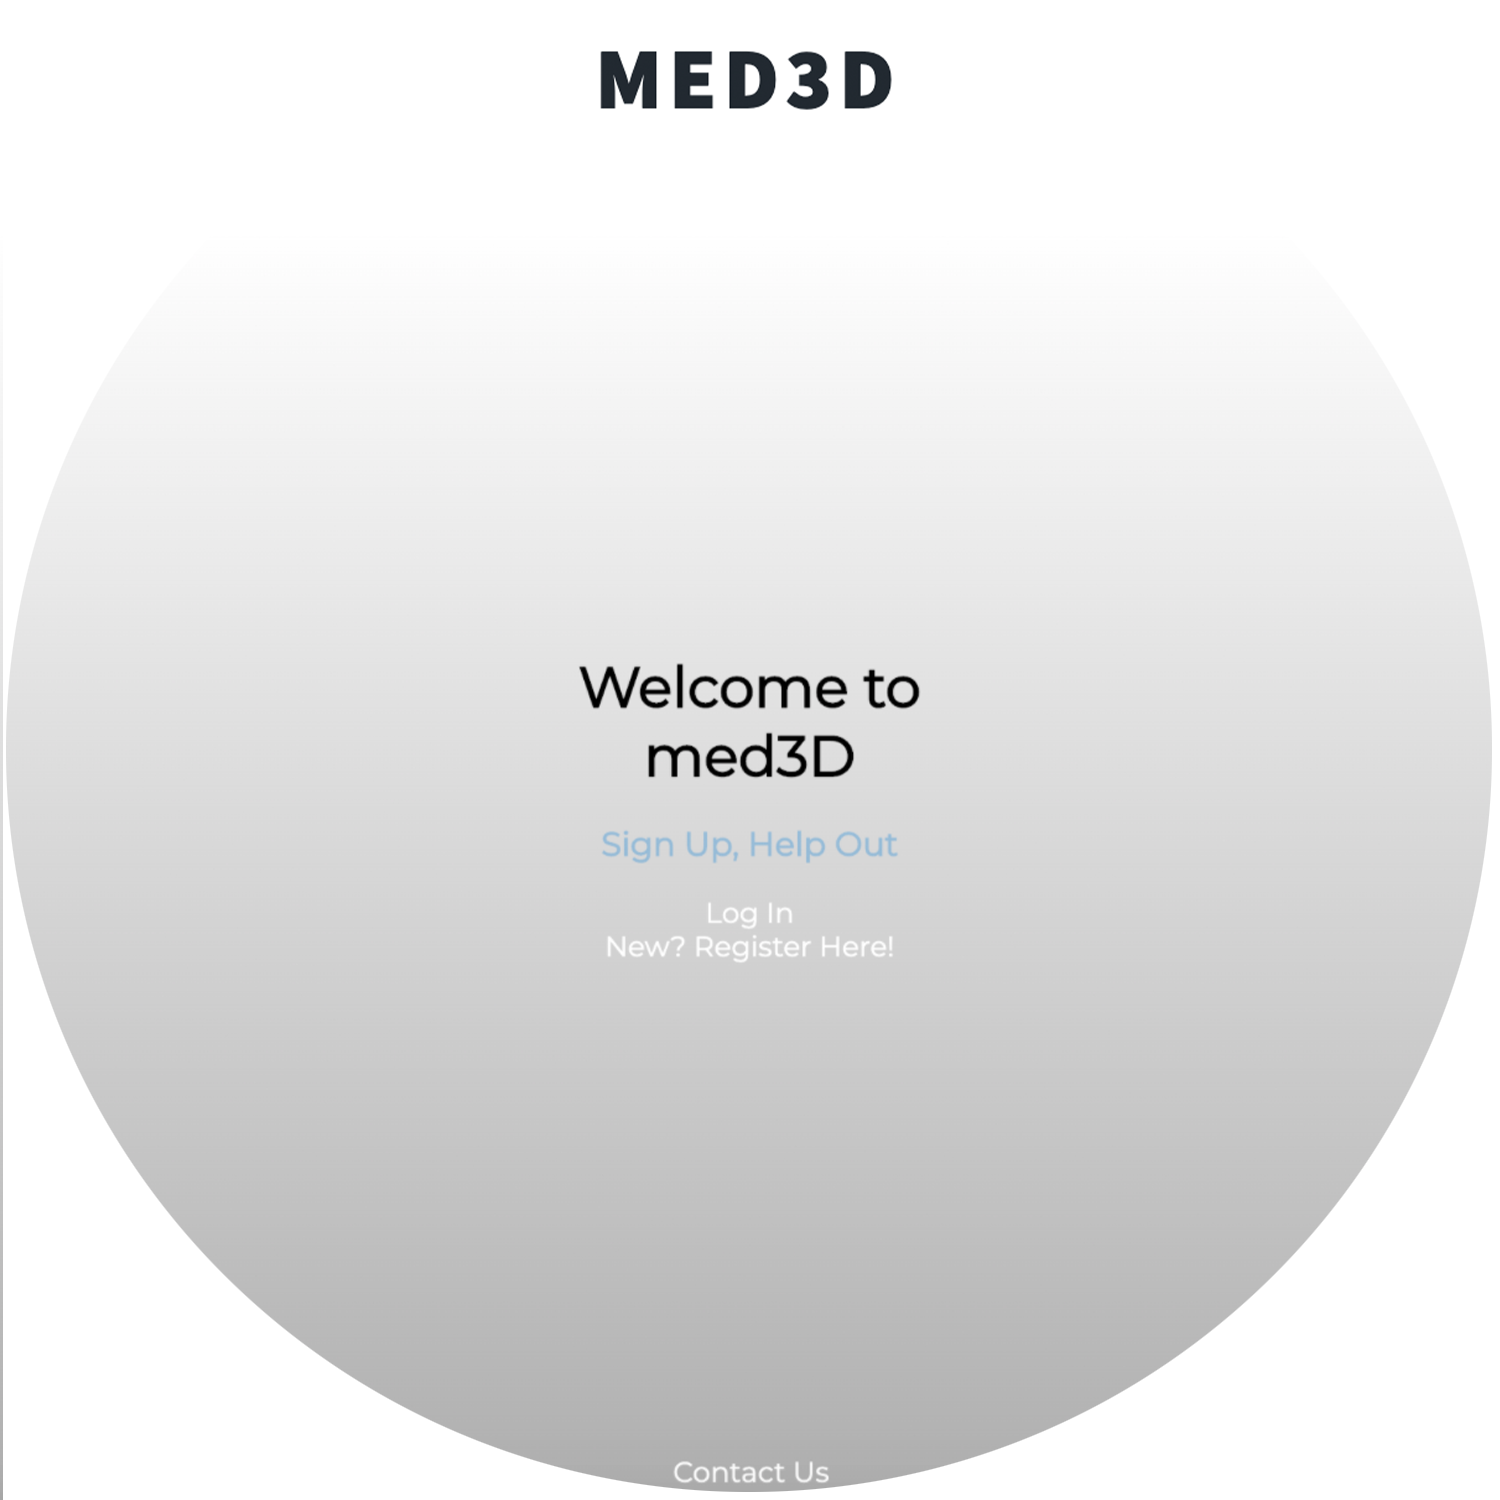 MED3D
Welcome to
med3D
Sign Up, Help Out
Log In
New? Register Here!
Contact Us